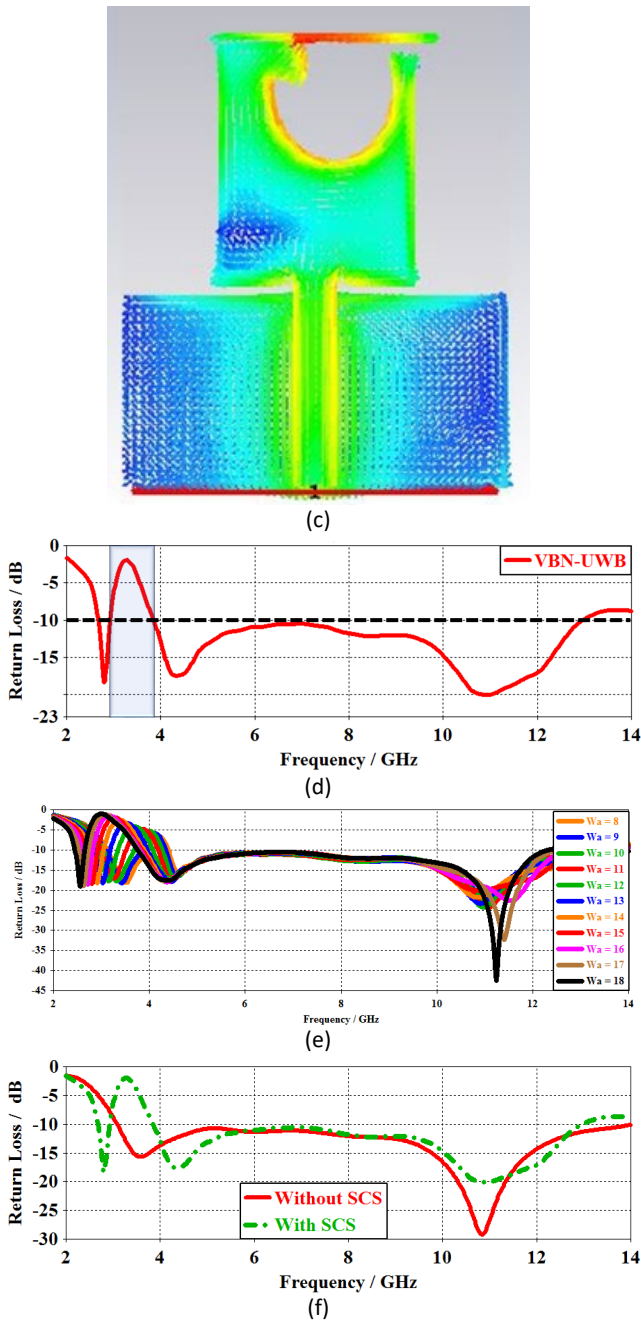 1
(c)
0
-5
-10
-15
-23
Return Loss / dB
VBN-UWB
2 4 6 8 10 12 14
Frequency / GHz
(d)
0
-5
-10
-15
-20
-25
-30
-35
-40
-45
Return Loss / dB
Wa = 8
Wa = 9
Wa = 10
Wa = 11
Wa = 12
Wa = 13
Wa = 14
Wa = 15
Wa = 16
Wa = 17
Wa = 18
2 4 6 8 10 12 14
Frequency / GHz
(e)
0
-5
-10
-15
-20
-25
-30
Return Loss / dB
Without SCS
With SCS
2 4 6 8 10 12 14
Frequency / GHz
(f)